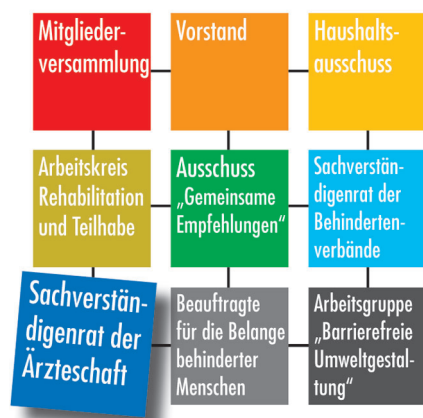 Mitglieder-
versammlung
Vorstand
Haushalts-
ausschuss
Arbeitskreis
Rehabilitation
und Teilhabe
Ausschuss
„Gemeinsame
Empfehlungen“
Sachverstän-
digenrat der
Behinderten-
verbände
Sachverstän-
digenrat der
Ärzteschaft
Beauftragte
für die Belange
behinderter
Menschen
Arbeitsgruppe
„Barrierefreie
Umweltgestal-
tung“